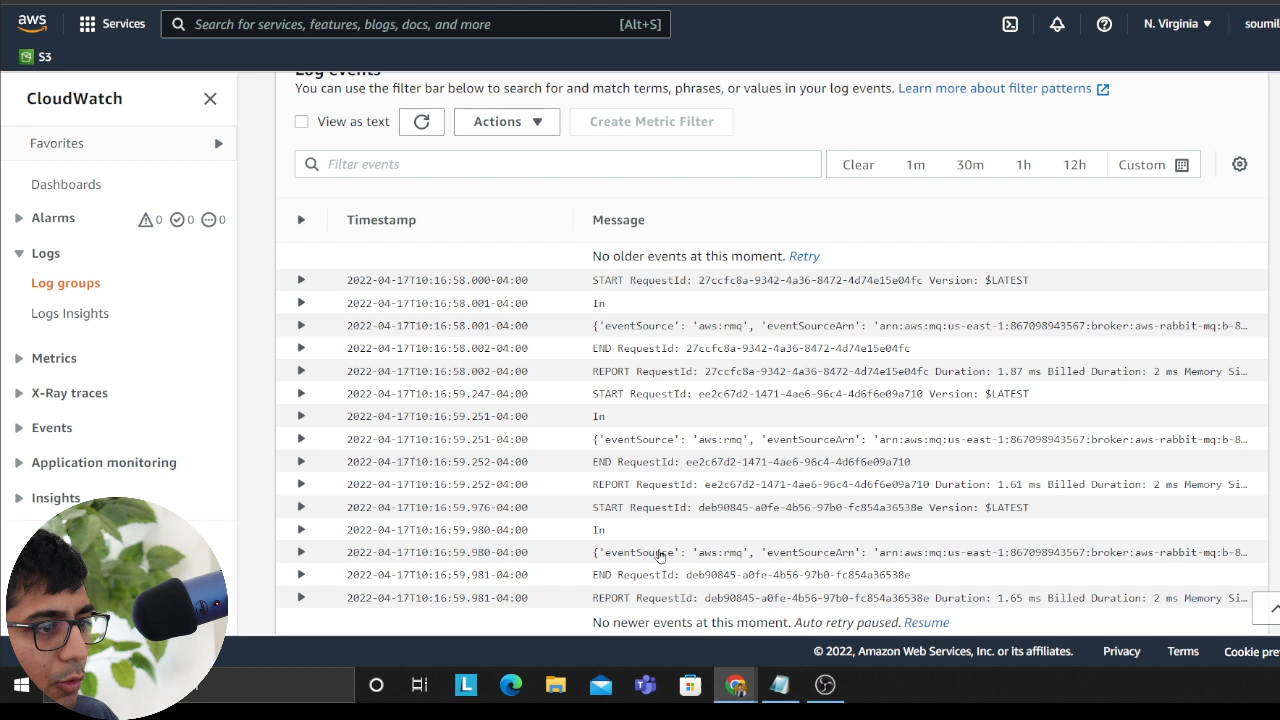 aws Services Search for services, features, blogs, docs, and more [Alt+S] N. Virginia soumil
S3
CloudWatch
Favorites
Dashboards
Alarms 0 0 0
Logs
Log groups
Logs Insights
Metrics
X-Ray traces
Events
Application monitoring
Insights
Log events
You can use the filter bar below to search for and match terms, phrases, or values in your log events. Learn more about filter patterns
View as text Actions Create Metric Filter
Filter events Clear 1m 30m 1h 12h Custom
Timestamp Message
No older events at this moment. Retry
2022-04-17T10:16:58.000-04:00 START RequestId: 27ccfc8a-9342-4a36-8472-4d74e15e04fc Version: $LATEST
2022-04-17T10:16:58.001-04:00 In
2022-04-17T10:16:58.001-04:00 {'eventSource': 'aws:rmq', 'eventSourceArn': 'arn:aws:mq:us-east-1:867098943567:broker:aws-rabbit-mq:b-8…
2022-04-17T10:16:58.002-04:00 END RequestId: 27ccfc8a-9342-4a36-8472-4d74e15e04fc
2022-04-17T10:16:58.002-04:00 REPORT RequestId: 27ccfc8a-9342-4a36-8472-4d74e15e04fc Duration: 1.87 ms Billed Duration: 2 ms Memory Si…
2022-04-17T10:16:59.247-04:00 START RequestId: ee2c67d2-1471-4ae6-96c4-4d6f6e09a710 Version: $LATEST
2022-04-17T10:16:59.251-04:00 In
2022-04-17T10:16:59.251-04:00 {'eventSource': 'aws:rmq', 'eventSourceArn': 'arn:aws:mq:us-east-1:867098943567:broker:aws-rabbit-mq:b-8…
2022-04-17T10:16:59.252-04:00 END RequestId: ee2c67d2-1471-4ae6-96c4-4d6f6e09a710
2022-04-17T10:16:59.252-04:00 REPORT RequestId: ee2c67d2-1471-4ae6-96c4-4d6f6e09a710 Duration: 1.61 ms Billed Duration: 2 ms Memory Si…
2022-04-17T10:16:59.976-04:00 START RequestId: deb90845-a0fe-4b56-97b0-fc854a36538e Version: $LATEST
2022-04-17T10:16:59.980-04:00 In
2022-04-17T10:16:59.980-04:00 {'eventSource': 'aws:rmq', 'eventSourceArn': 'arn:aws:mq:us-east-1:867098943567:broker:aws-rabbit-mq:b-8…
2022-04-17T10:16:59.981-04:00 END RequestId: deb90845-a0fe-4b56-97b0-fc854a36538e
2022-04-17T10:16:59.981-04:00 REPORT RequestId: deb90845-a0fe-4b56-97b0-fc854a36538e Duration: 1.65 ms Billed Duration: 2 ms Memory Si…
No newer events at this moment. Auto retry paused. Resume
© 2022, Amazon Web Services, Inc. or its affiliates. Privacy Terms Cookie pre